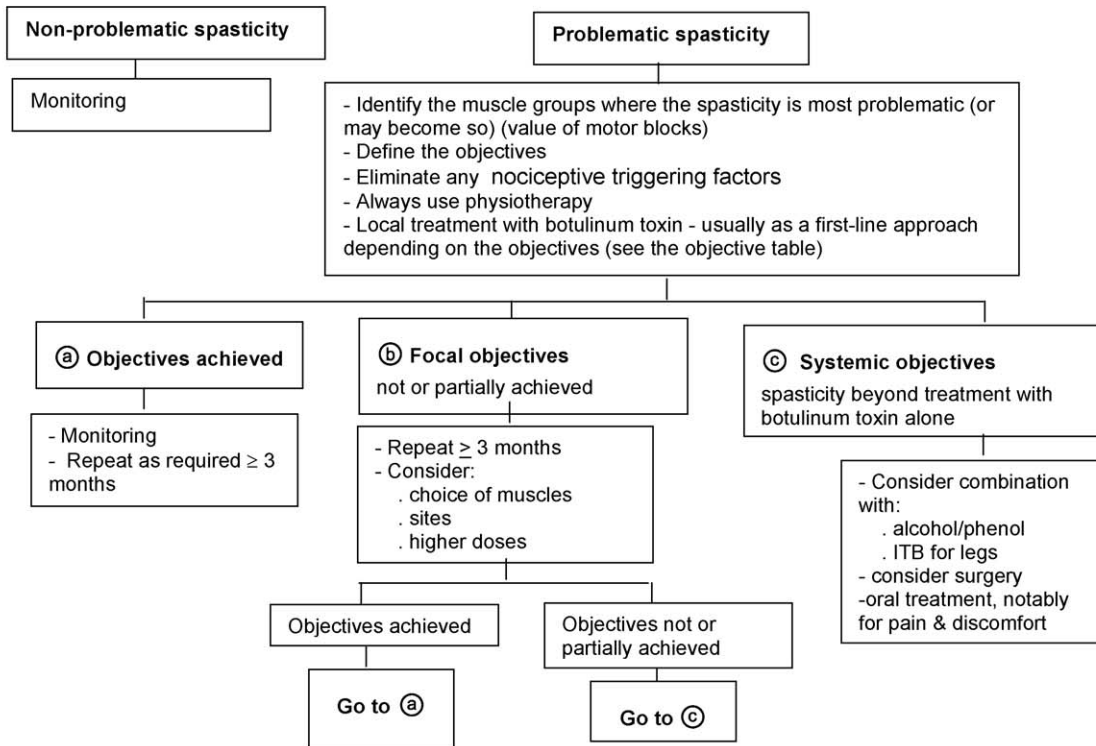 Non-problematic spasticity
Monitoring
Problematic spasticity
- Identify the muscle groups where the spasticity is most problematic (or
may become so) (value of motor blocks)
- Define the objectives
- Eliminate any nociceptive triggering factors
- Always use physiotherapy
- Local treatment with botulinum toxin - usually as a first-line approach
depending on the objectives (see the objective table)
ⓐ Objectives achieved
- Monitoring
- Repeat as required ≥ 3
months
ⓑ Focal objectives
not or partially achieved
- Repeat ≥ 3 months
- Consider:
. choice of muscles
. sites
. higher doses
Objectives achieved
Go to ⓐ
Objectives not or
partially achieved
Go to ⓒ
ⓒ Systemic objectives
spasticity beyond treatment with
botulinum toxin alone
- Consider combination
with:
. alcohol/phenol
. ITB for legs
- consider surgery
-oral treatment, notably
for pain & discomfort